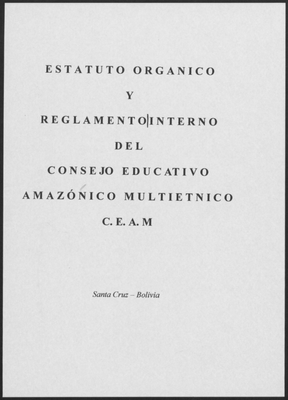 ESTATUTO ORGANICO
Y
REGLAMENTO INTERNO
DEL
CONSEJO EDUCATIVO
AMAZÓNICO MULTIETNICO
C. E. A. M
Santa Cruz – Bolivia